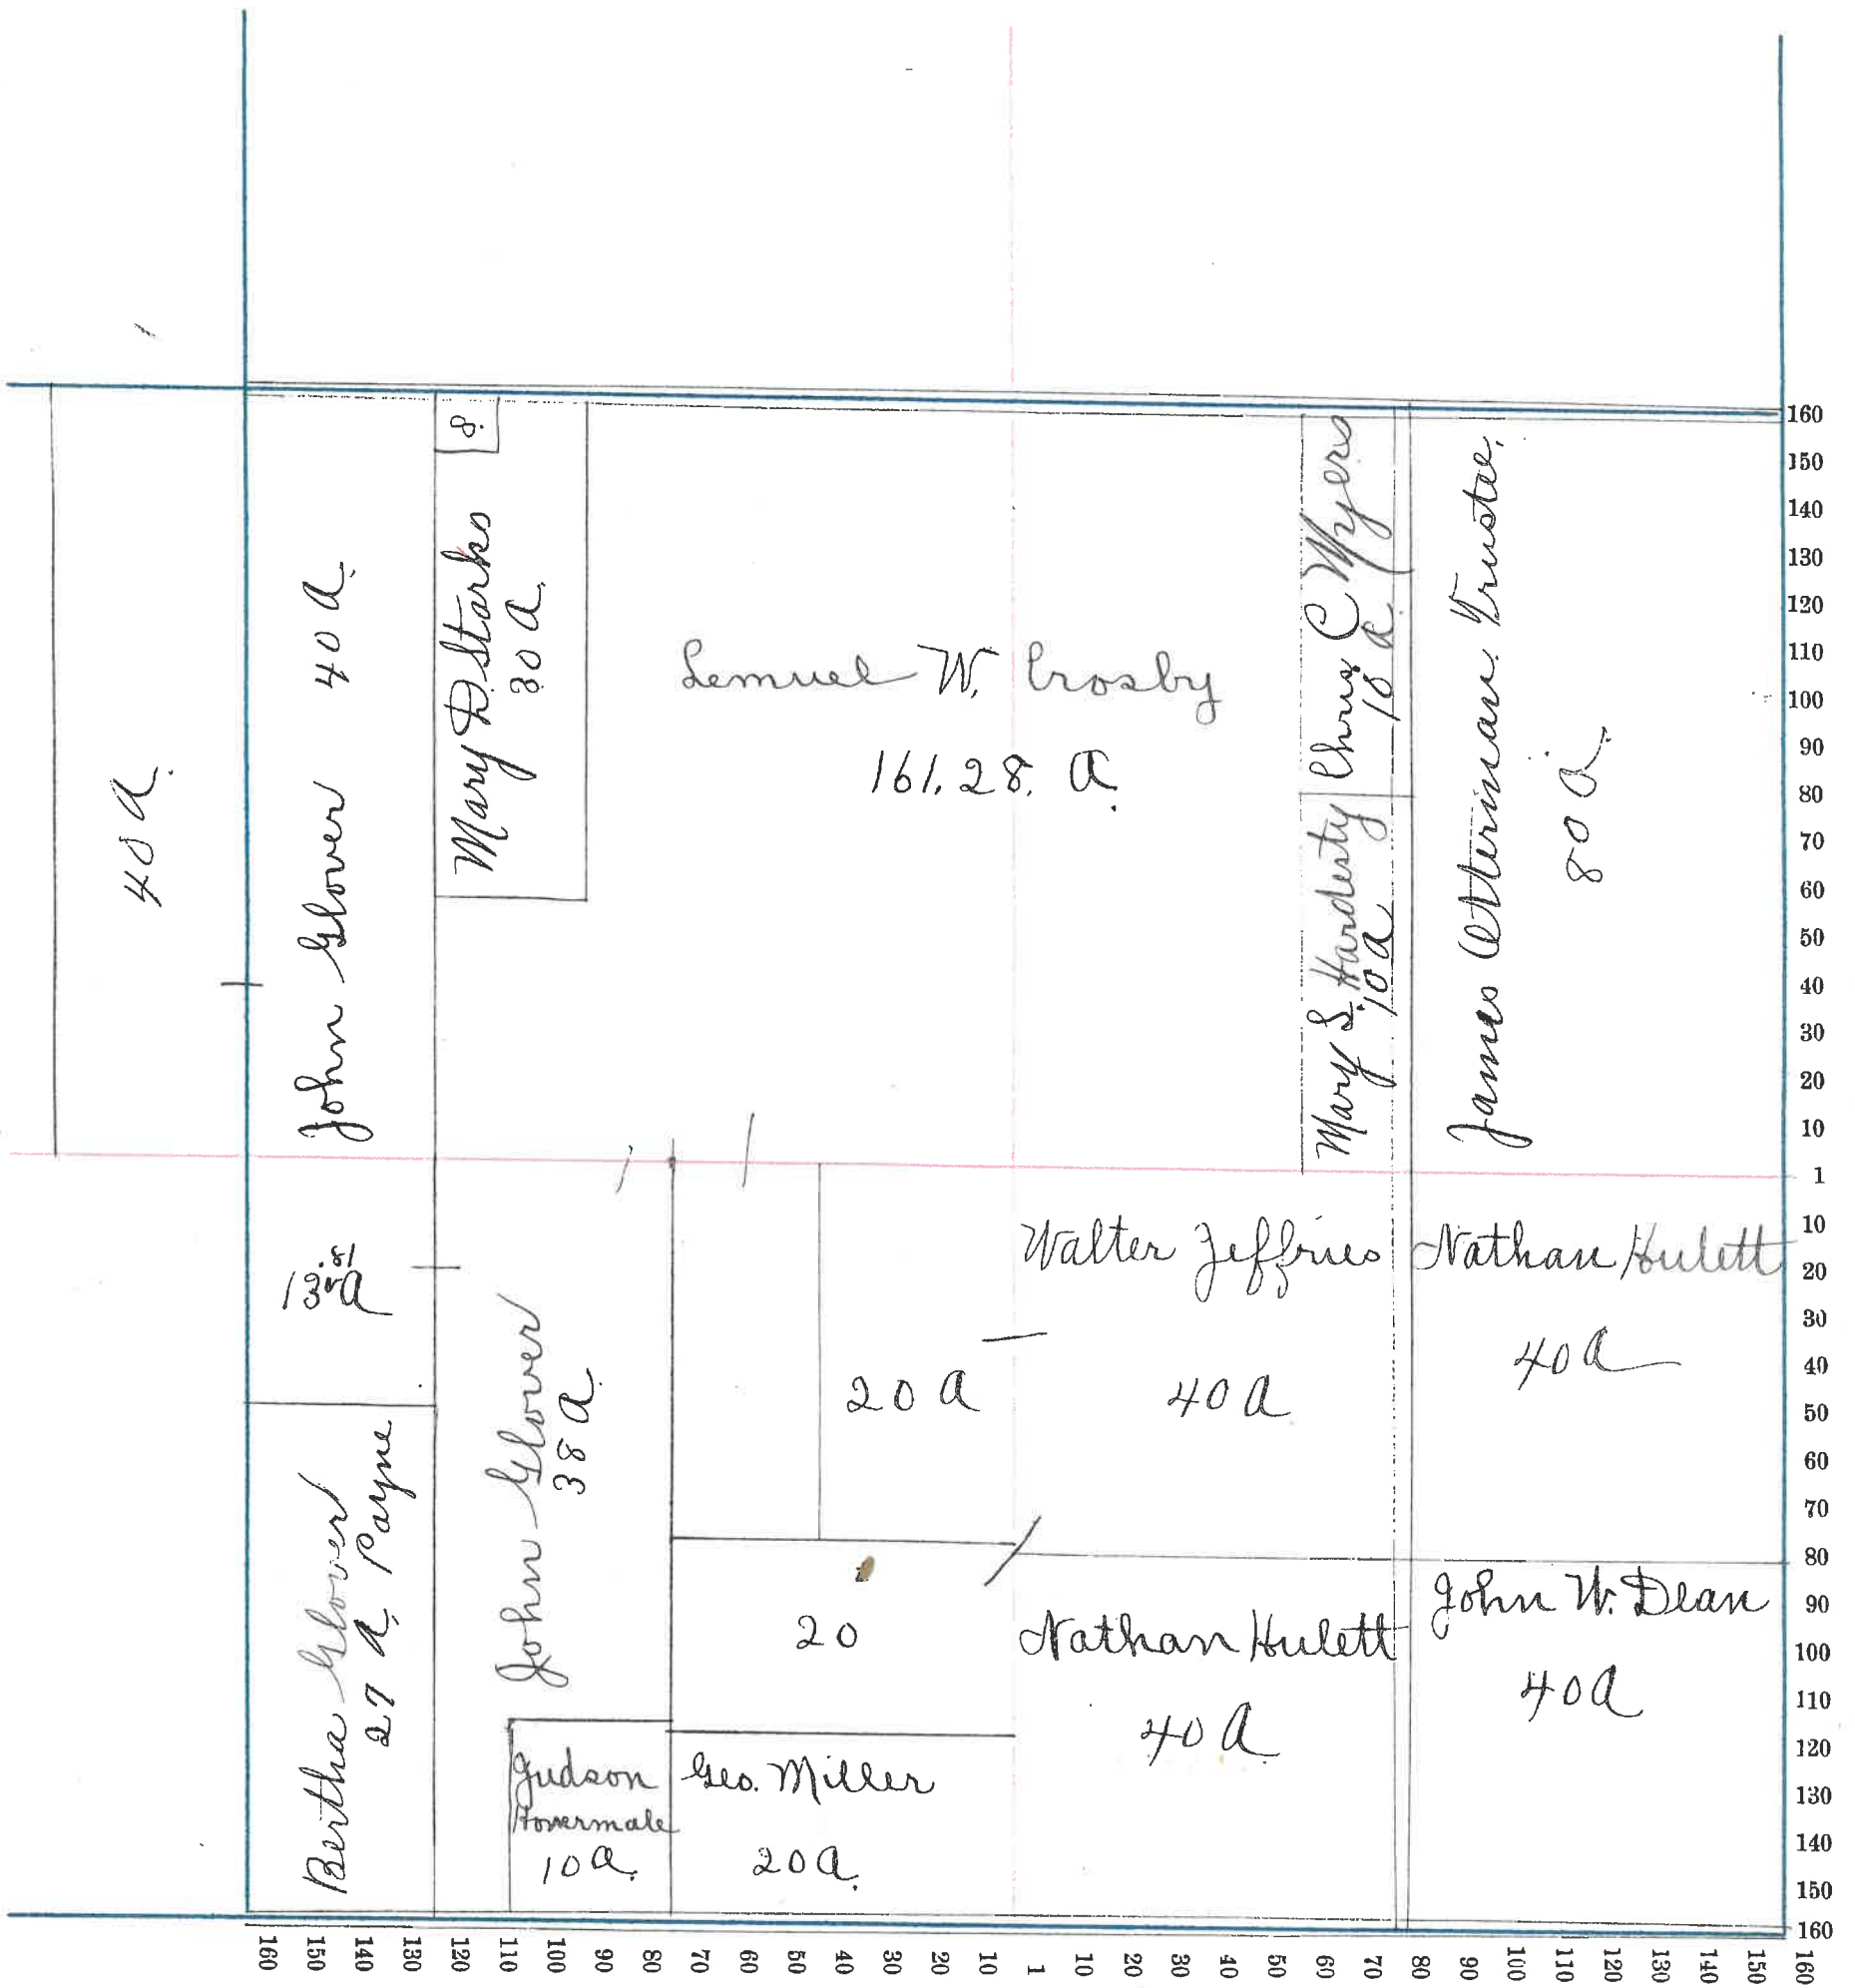 40 A.
John Glover 40 A.
8.
Mary D. Starks
30 A.
Lemuel W. Crosby
161.28. A.
Chris C Myers
10 A.
Mary S. Hardesty
10 A
James Trustee,
80 A.
13.81 A
Bertha Glover
27 A. Payne
John Glover
38 A.
20 A
Walter Jeffries
40 A
Nathan Hulett
40 A
20
Nathan Hulett
40 A
John W. Dean
40 A
Judson
10 A.
Geo. Miller
20 A.
160
150
140
130
120
110
100
90
80
70
60
50
40
30
20
10
1
10
20
30
40
50
60
70
80
90
100
110
120
130
140
150
160
160 150 140 130 120 110 100 90 80 70 60 50 40 30 20 10 1 10 20 30 40 50 60 70 80 90 100 110 120 130 140 150 160